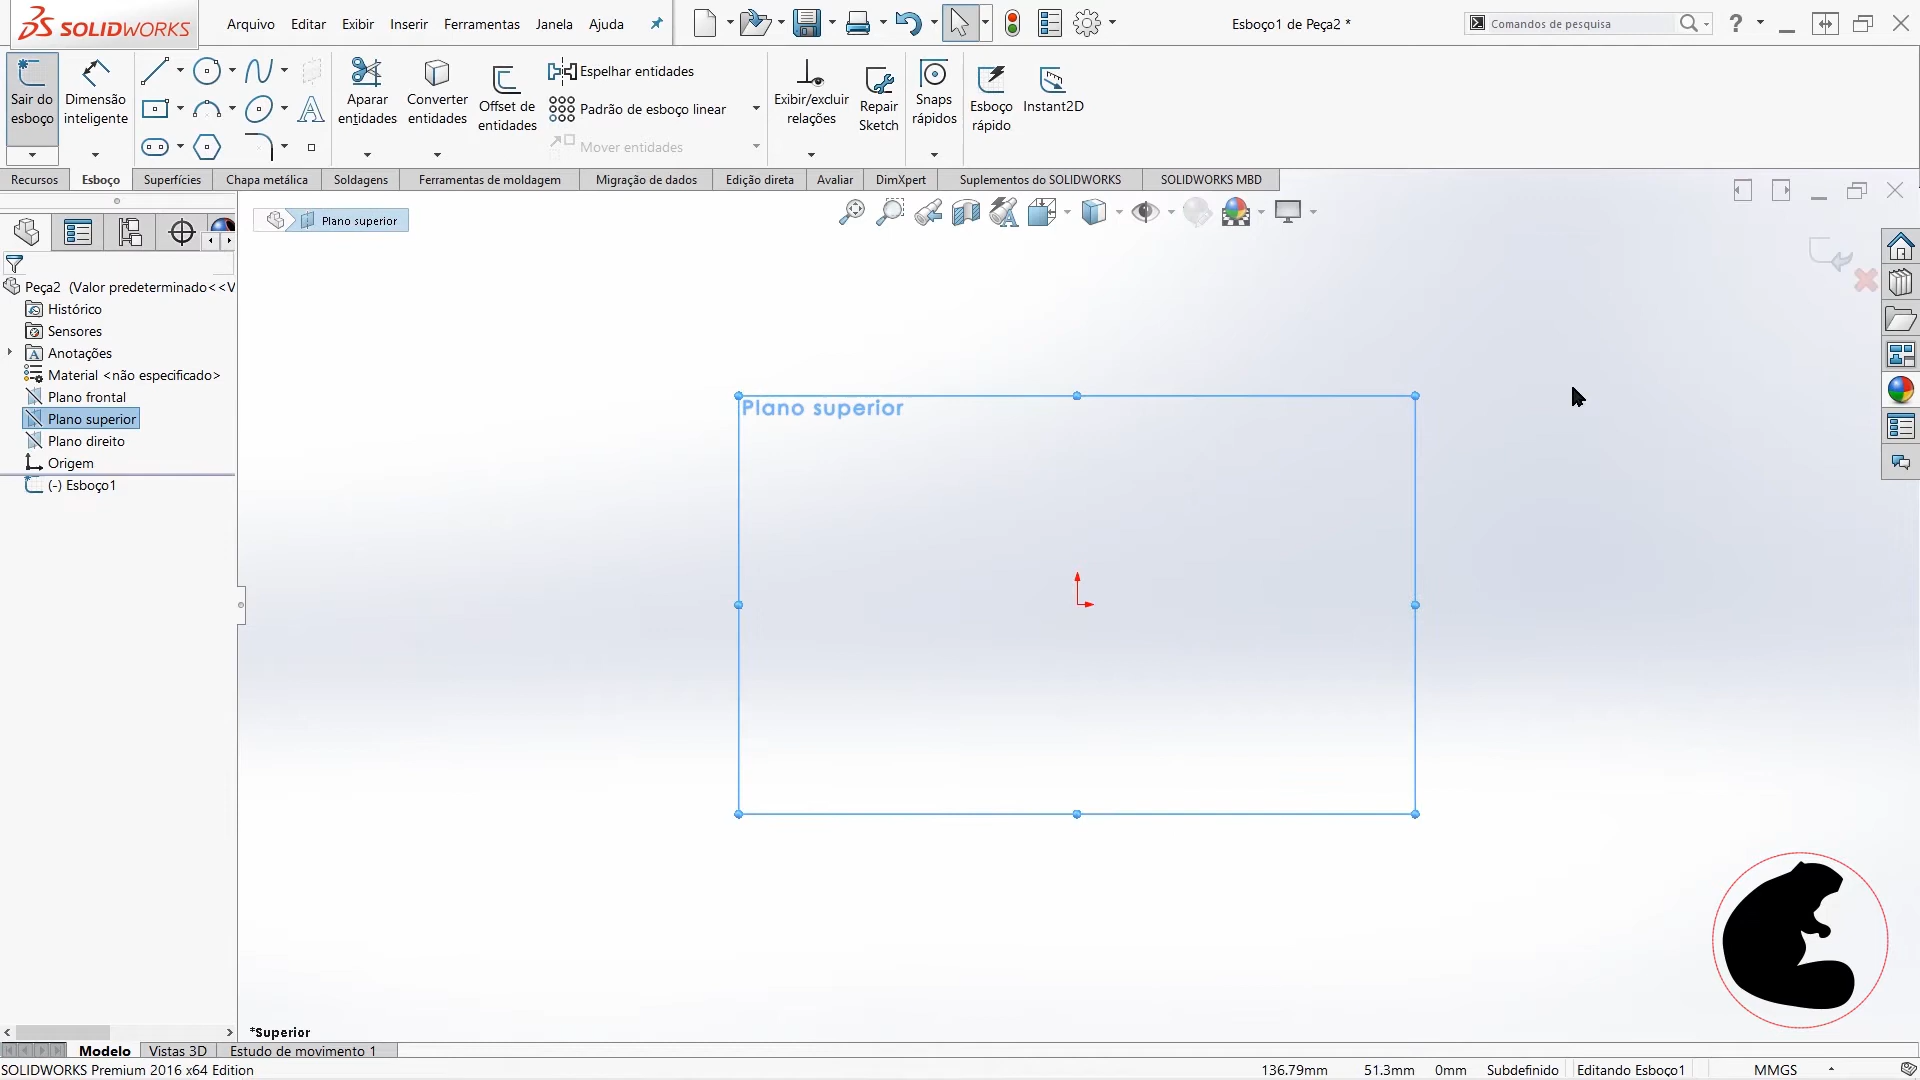 SOLIDWORKS
Arquivo Editar Exibir Inserir Ferramentas Janela Ajuda
Esboço1 de Peça2 *
Comandos de pesquisa
Sair do esboço
Dimensão inteligente
Aparar entidades
Converter entidades
Offset de entidades
Espelhar entidades
Padrão de esboço linear
Mover entidades
Exibir/excluir relações
Repair Sketch
Snaps rápidos
Esboço rápido
Instant2D
Recursos Esboço Superfícies Chapa metálica Soldagens Ferramentas de moldagem Migração de dados Edição direta Avaliar DimXpert Suplementos do SOLIDWORKS SOLIDWORKS MBD
Plano superior
Peça2 (Valor predeterminado<<V
Histórico
Sensores
Anotações
Material <não especificado>
Plano frontal
Plano superior
Plano direito
Origem
(-) Esboço1
Plano superior
*Superior
Modelo Vistas 3D Estudo de movimento 1
SOLIDWORKS Premium 2016 x64 Edition
136.79mm 51.3mm 0mm Subdefinido Editando Esboço1 MMGS